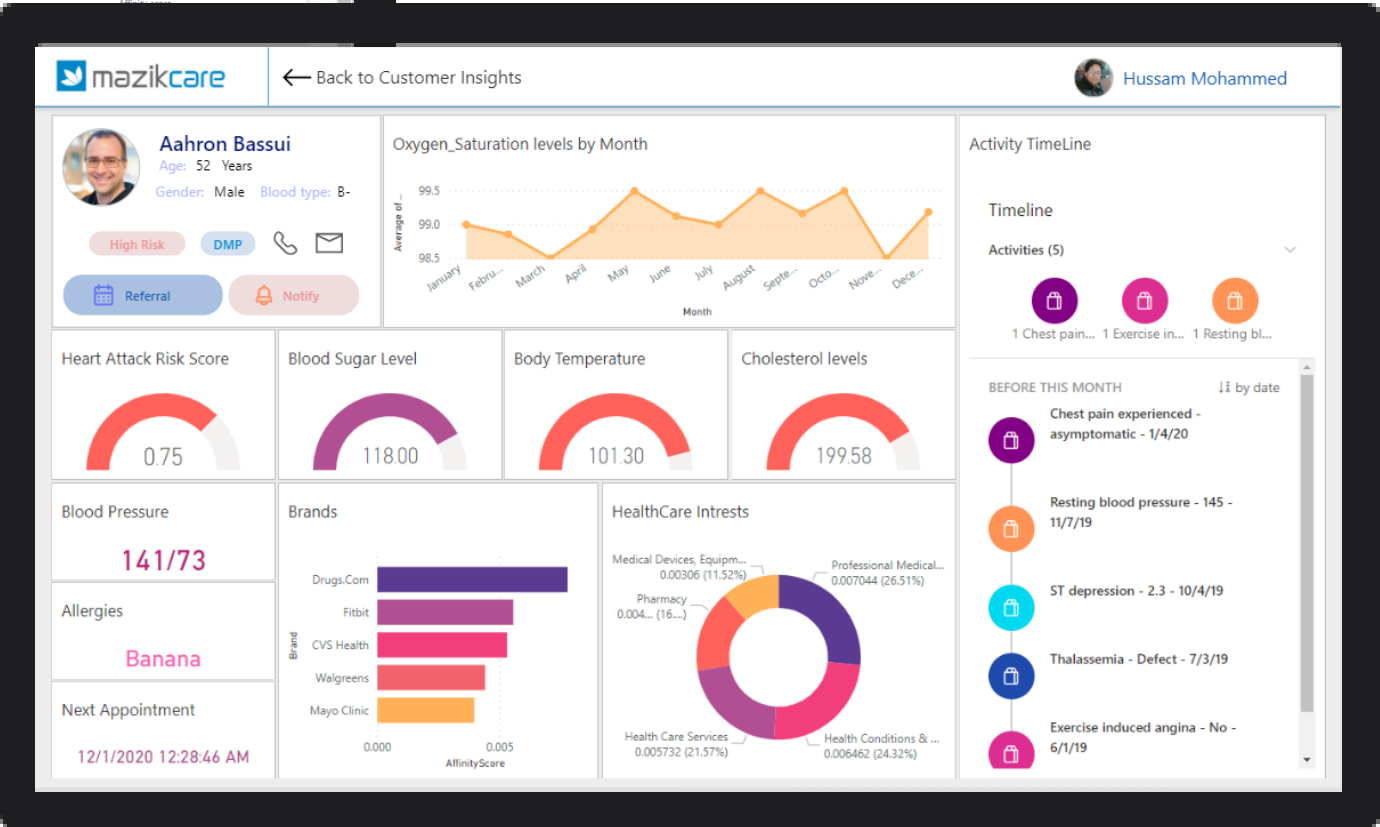 mazikcare
Back to Customer Insights
Hussam Mohammed
Aahron Bassui
Age: 52 Years
Gender: Male Blood type: B-
High Risk
DMP
Referral
Notify
Oxygen_Saturation levels by Month
Average of ...
99.5
99.0
98.5
January
Febru...
March
April
May
June
July
August
Septe...
Octo...
Nove...
Dece...
Month
Activity TimeLine
Timeline
Activities (5)
1 Chest pain...
1 Exercise in...
1 Resting bl...
BEFORE THIS MONTH
by date
Chest pain experienced -
asymptomatic - 1/4/20
Resting blood pressure - 145 -
11/7/19
ST depression - 2.3 - 10/4/19
Thalassemia - Defect - 7/3/19
Exercise induced angina - No -
6/1/19
Heart Attack Risk Score
0.75
Blood Sugar Level
118.00
Body Temperature
101.30
Cholesterol levels
199.58
Blood Pressure
141/73
Allergies
Banana
Next Appointment
12/1/2020 12:28:46 AM
Brands
Brand
Drugs.Com
Fitbit
CVS Health
Walgreens
Mayo Clinic
0.000
0.005
AffinityScore
HealthCare Intrests
Medical Devices, Equipm...
0.00306 (11.52%)
Professional Medical...
0.007044 (26.51%)
Pharmacy
0.004... (16....)
Health Care Services
0.005732 (21.57%)
Health Conditions & ...
0.006462 (24.32%)